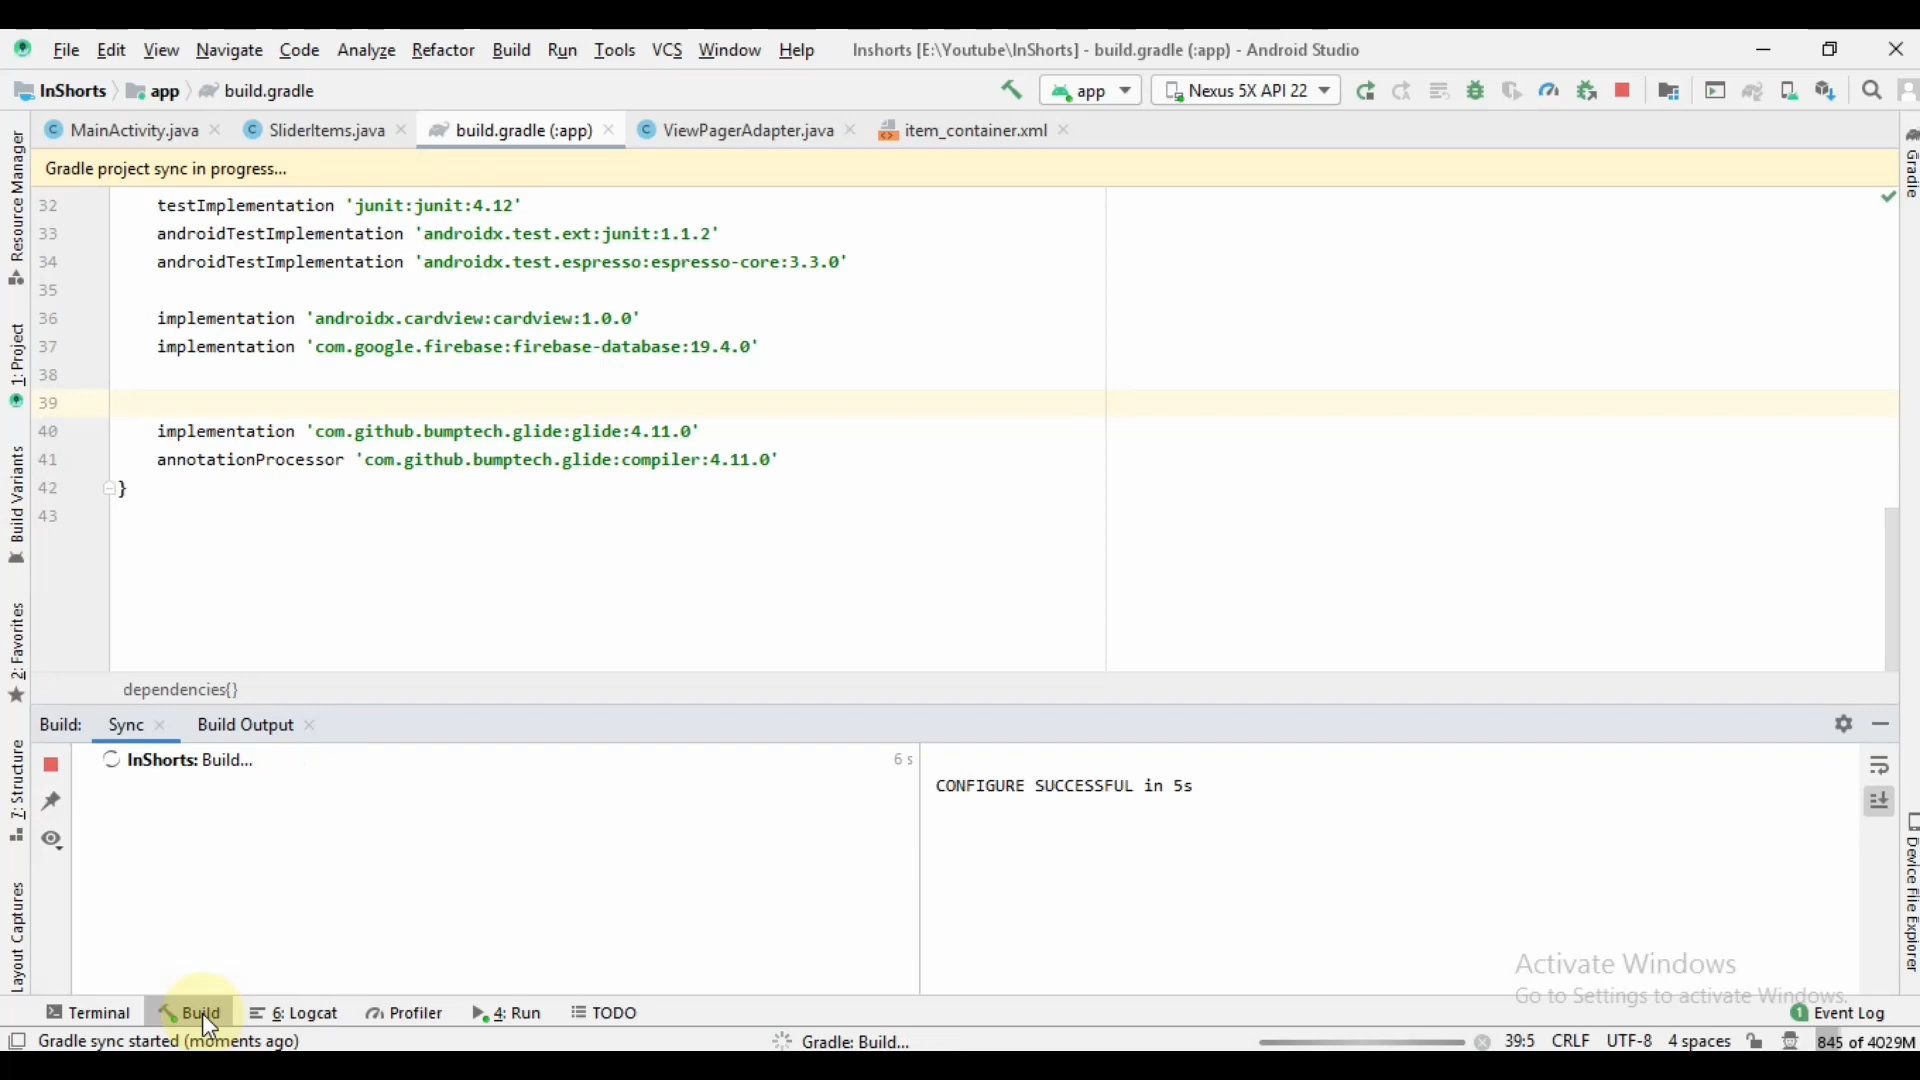 File Edit View Navigate Code Analyze Refactor Build Run Tools VCS Window Help Inshorts [E:\Youtube\InShorts] - build.gradle (:app) - Android Studio
InShorts app build.gradle app Nexus 5X API 22
MainActivity.java SliderItems.java build.gradle (:app) ViewPagerAdapter.java item_container.xml
Gradle project sync in progress...
32 testImplementation 'junit:junit:4.12'
33 androidTestImplementation 'androidx.test.ext:junit:1.1.2'
34 androidTestImplementation 'androidx.test.espresso:espresso-core:3.3.0'
35
36 implementation 'androidx.cardview:cardview:1.0.0'
37 implementation 'com.google.firebase:firebase-database:19.4.0'
38
39
40 implementation 'com.github.bumptech.glide:glide:4.11.0'
41 annotationProcessor 'com.github.bumptech.glide:compiler:4.11.0'
42 }
43
dependencies{}
Build: Sync Build Output
InShorts: Build... 6 s
CONFIGURE SUCCESSFUL in 5s
Activate Windows
Go to Settings to activate Windows.
Terminal Build 6: Logcat Profiler 4: Run TODO 1 Event Log
Gradle sync started (moments ago) Gradle: Build... 39:5 CRLF UTF-8 4 spaces 845 of 4029M
Resource Manager
1: Project
Build Variants
2: Favorites
7: Structure
Layout Captures
Gradle
Device File Explorer